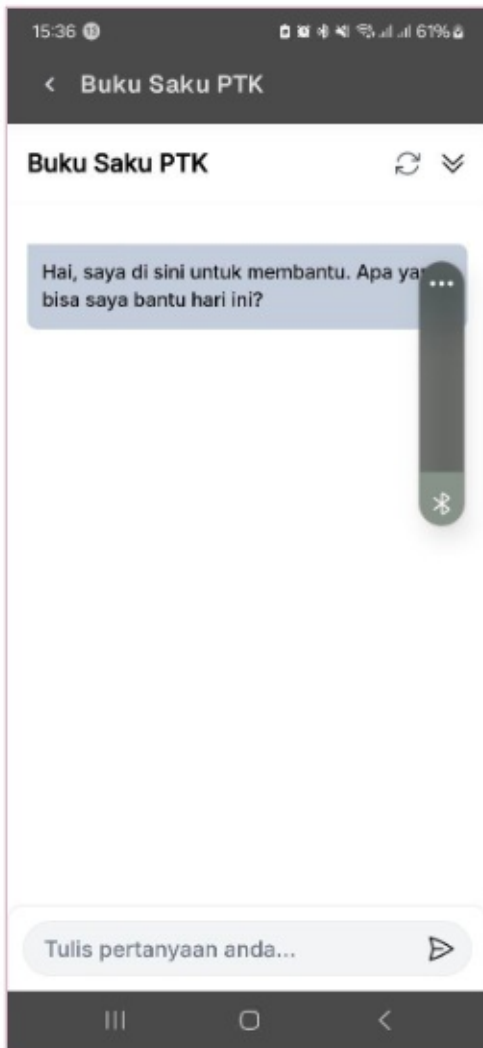 15:36
61%
Buku Saku PTK
Buku Saku PTK
Hai, saya di sini untuk membantu. Apa
bisa saya bantu hari ini?
Tulis pertanyaan anda...